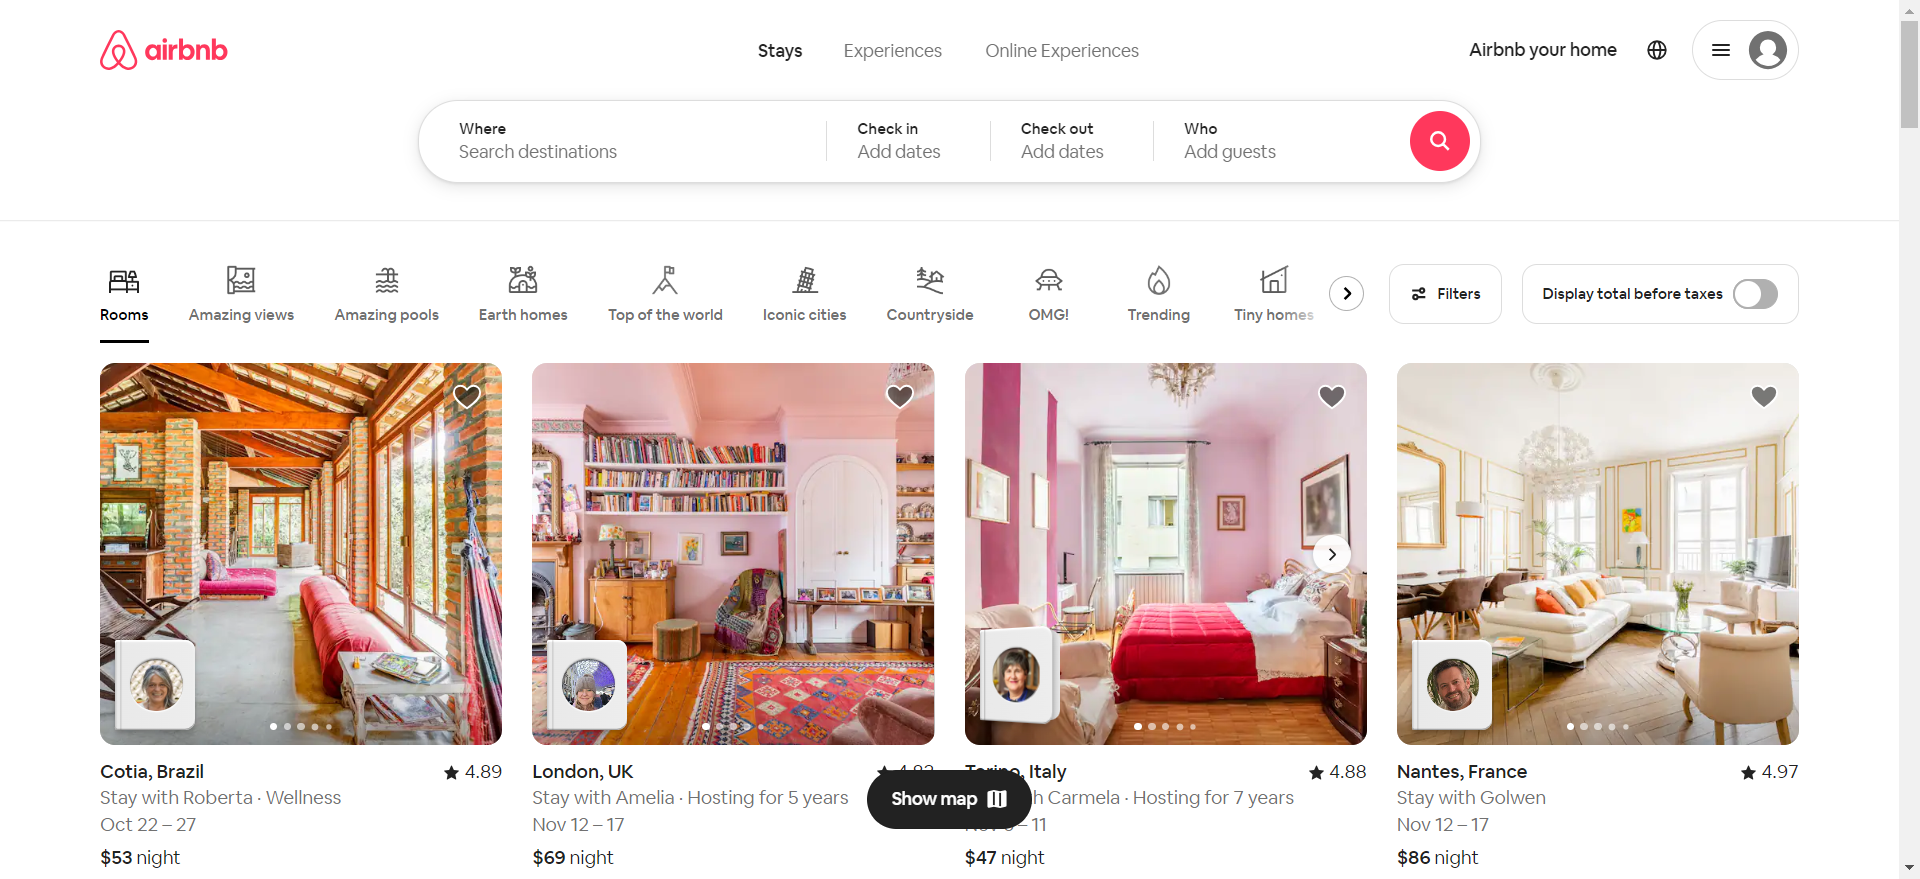 airbnb
Stays
Experiences
Online Experiences
Airbnb your home
Where
Search destinations
Check in
Add dates
Check out
Add dates
Who
Add guests
Rooms
Amazing views
Amazing pools
Earth homes
Top of the world
Iconic cities
Countryside
OMG!
Trending
Tiny homes
Filters
Display total before taxes
Cotia, Brazil
4.89
Stay with Roberta · Wellness
Oct 22 – 27
$53 night
London, UK
Stay with Amelia · Hosting for 5 years
Nov 12 – 17
$69 night
Show map
Torino, Italy
4.88
Carmela · Hosting for 7 years
11
$47 night
Nantes, France
4.97
Stay with Golwen
Nov 12 – 17
$86 night